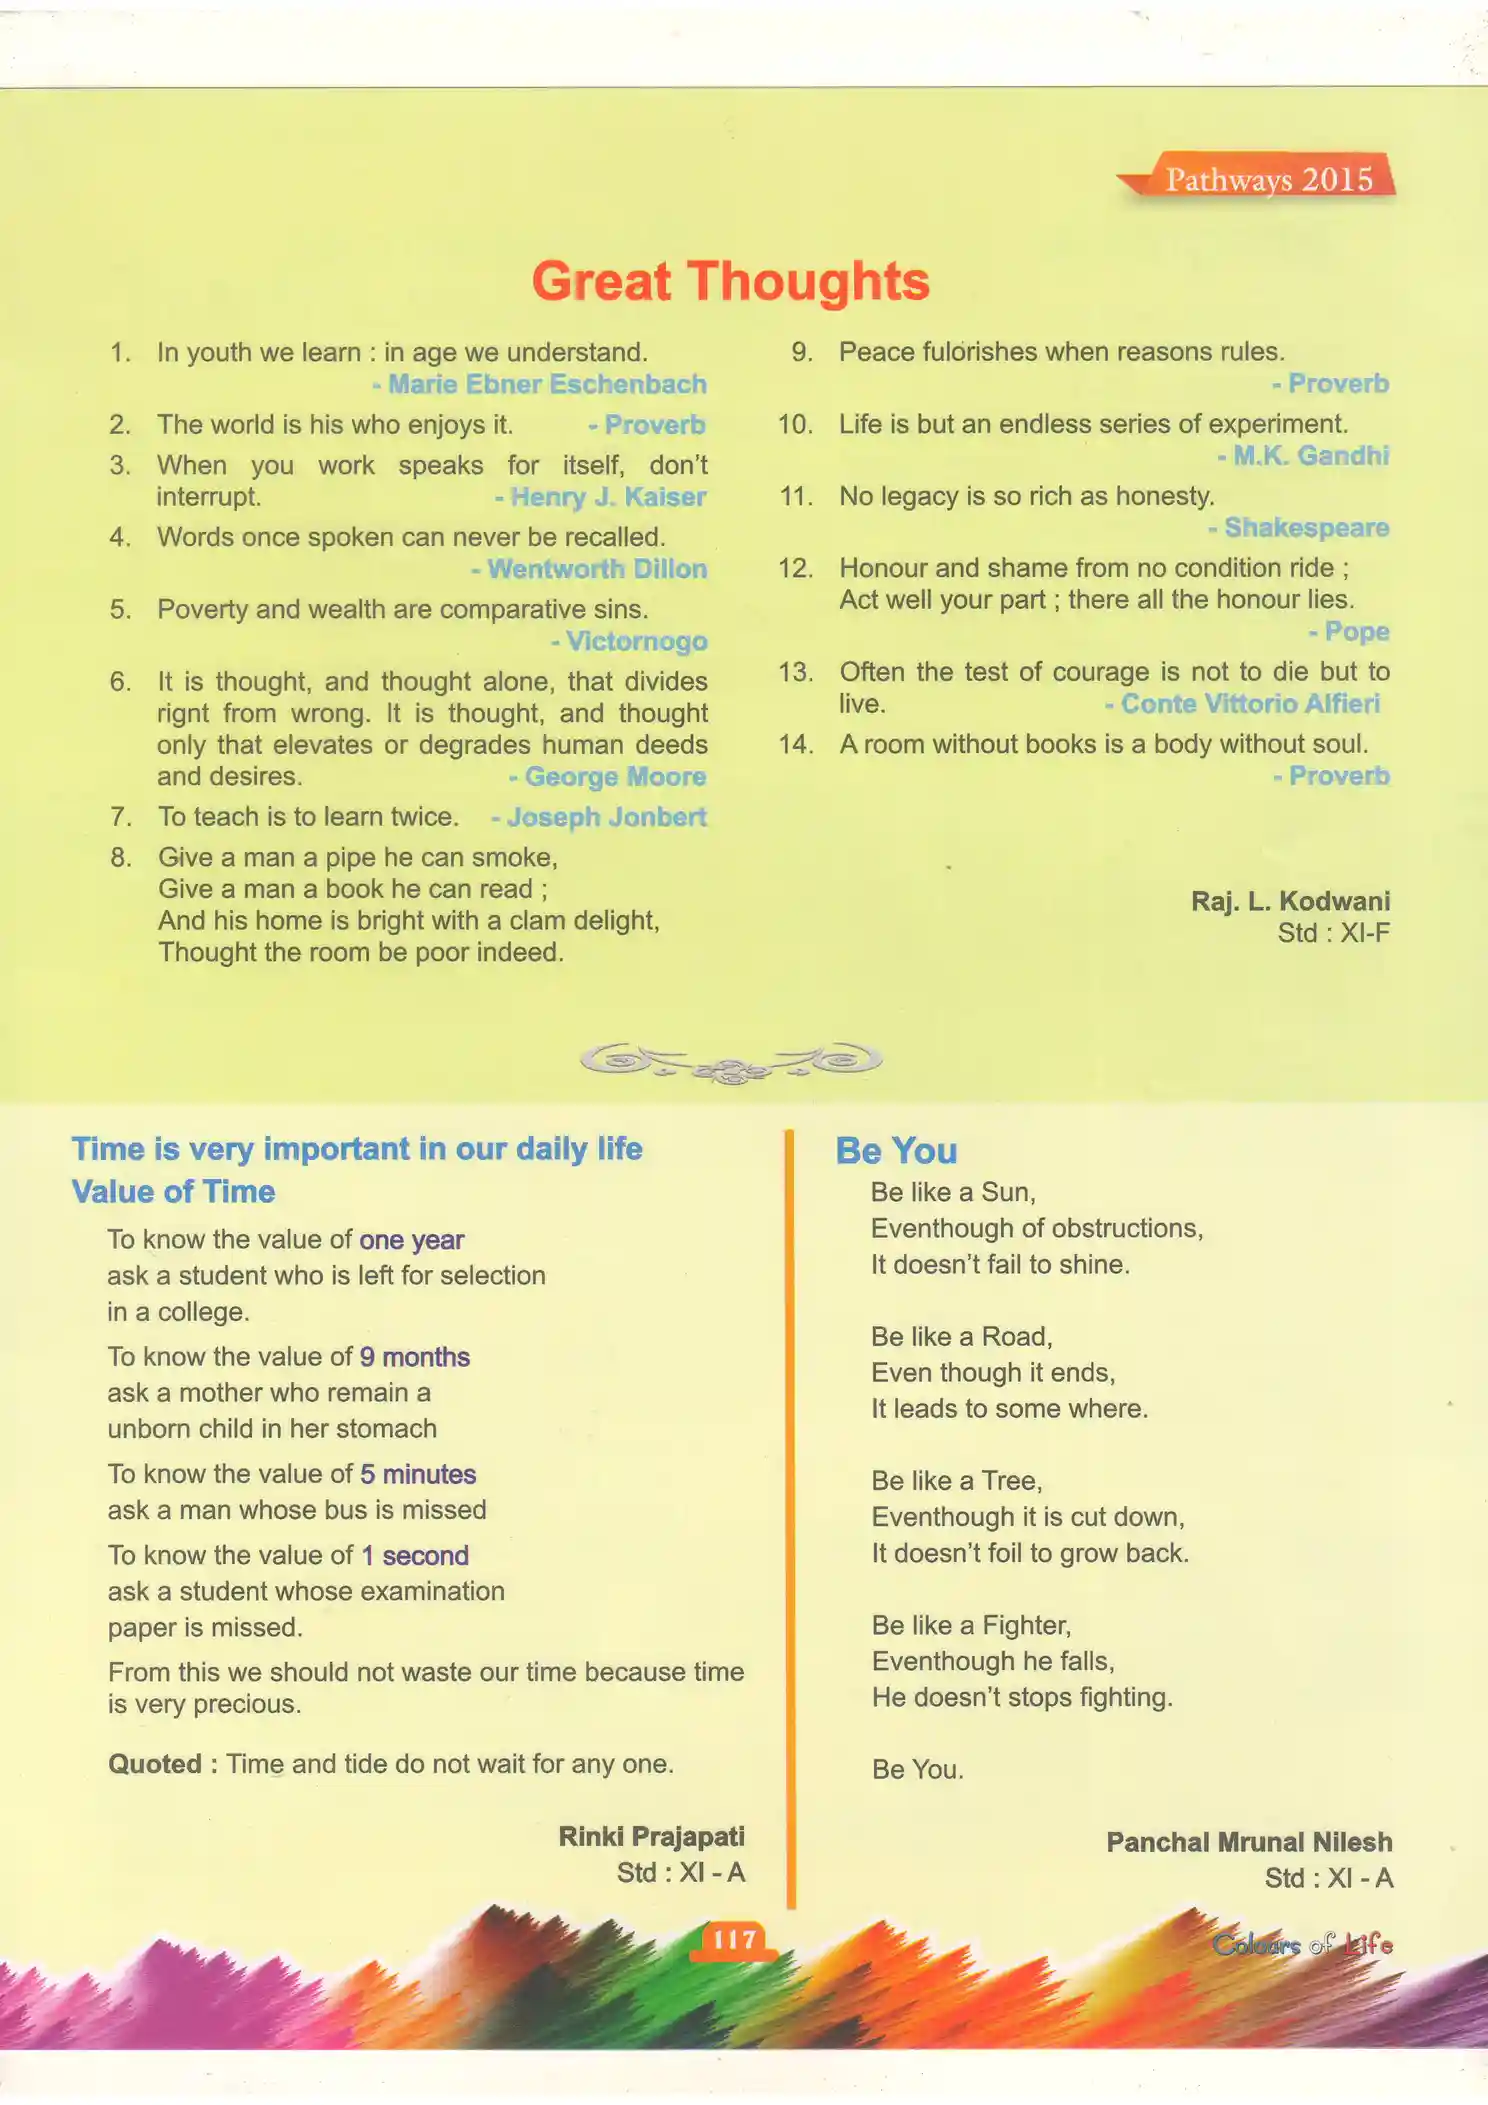 Pathways 2015
Great Thoughts
1. In youth we learn : in age we understand.
- Marie Ebner Eschenbach
2. The world is his who enjoys it. - Proverb
3. When you work speaks for itself, don't
interrupt. - Henry J. Kaiser
4. Words once spoken can never be recalled.
- Wentworth Dillon
5. Poverty and wealth are comparative sins.
- Victornogo
6. It is thought, and thought alone, that divides
rignt from wrong. It is thought, and thought
only that elevates or degrades human deeds
and desires. - George Moore
7. To teach is to learn twice. - Joseph Jonbert
8. Give a man a pipe he can smoke,
Give a man a book he can read ;
And his home is bright with a clam delight,
Thought the room be poor indeed.
9. Peace fulorishes when reasons rules.
- Proverb
10. Life is but an endless series of experiment.
- M.K. Gandhi
11. No legacy is so rich as honesty.
- Shakespeare
12. Honour and shame from no condition ride ;
Act well your part ; there all the honour lies.
- Pope
13. Often the test of courage is not to die but to
live. - Conte Vittorio Alfieri
14. A room without books is a body without soul.
- Proverb
Raj. L. Kodwani
Std : XI-F
Time is very important in our daily life
Value of Time
To know the value of one year
ask a student who is left for selection
in a college.
To know the value of 9 months
ask a mother who remain a
unborn child in her stomach
To know the value of 5 minutes
ask a man whose bus is missed
To know the value of 1 second
ask a student whose examination
paper is missed.
From this we should not waste our time because time
is very precious.
Quoted : Time and tide do not wait for any one.
Rinki Prajapati
Std : XI - A
Be You
Be like a Sun,
Eventhough of obstructions,
It doesn't fail to shine.
Be like a Road,
Even though it ends,
It leads to some where.
Be like a Tree,
Eventhough it is cut down,
It doesn't foil to grow back.
Be like a Fighter,
Eventhough he falls,
He doesn't stops fighting.
Be You.
Panchal Mrunal Nilesh
Std : XI - A
117
Colours of Life